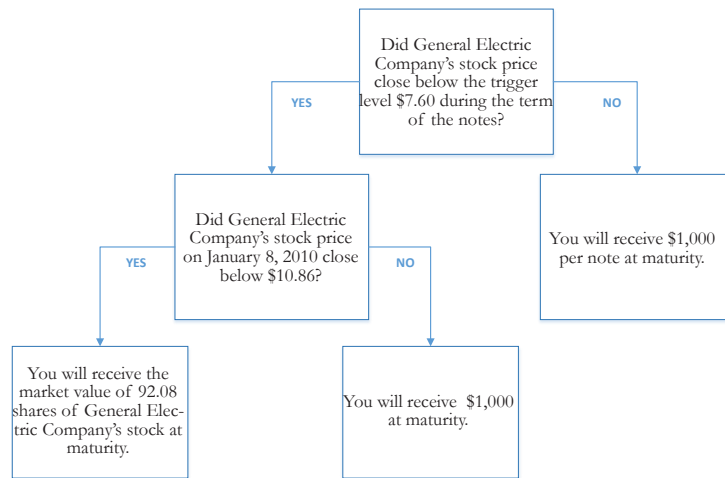 Did General Electric
Company's stock price
close below the trigger
level $7.60 during the term
of the notes?
YES
NO
Did General Electric
Company's stock price
on January 8, 2010 close
below $10.86?
You will receive $1,000
per note at maturity.
YES
NO
You will receive the
market value of 92.08
shares of General Elec-
tric Company's stock at
maturity.
You will receive $1,000
at maturity.